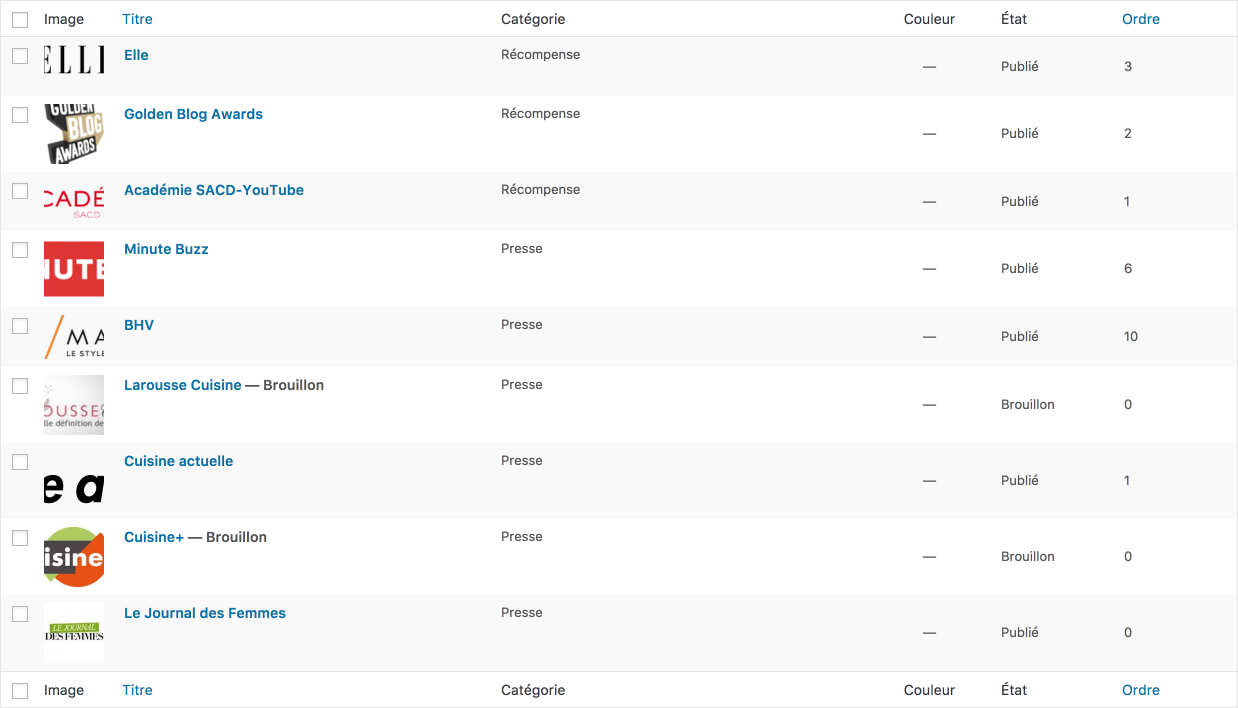 Image Titre Catégorie Couleur État Ordre
ELLE Elle Récompense — Publié 3
GOLDEN BLOG AWARDS Golden Blog Awards Récompense — Publié 2
CADÉ SACD Académie SACD-YouTube Récompense — Publié 1
NUTE Minute Buzz Presse — Publié 6
/MA LE STYLE BHV Presse — Publié 10
OUSSE lle définition de Larousse Cuisine — Brouillon Presse — Brouillon 0
e a Cuisine actuelle Presse — Publié 1
isine Cuisine+ — Brouillon Presse — Brouillon 0
LE JOURNAL DES FEMMES Le Journal des Femmes Presse — Publié 0
Image Titre Catégorie Couleur État Ordre